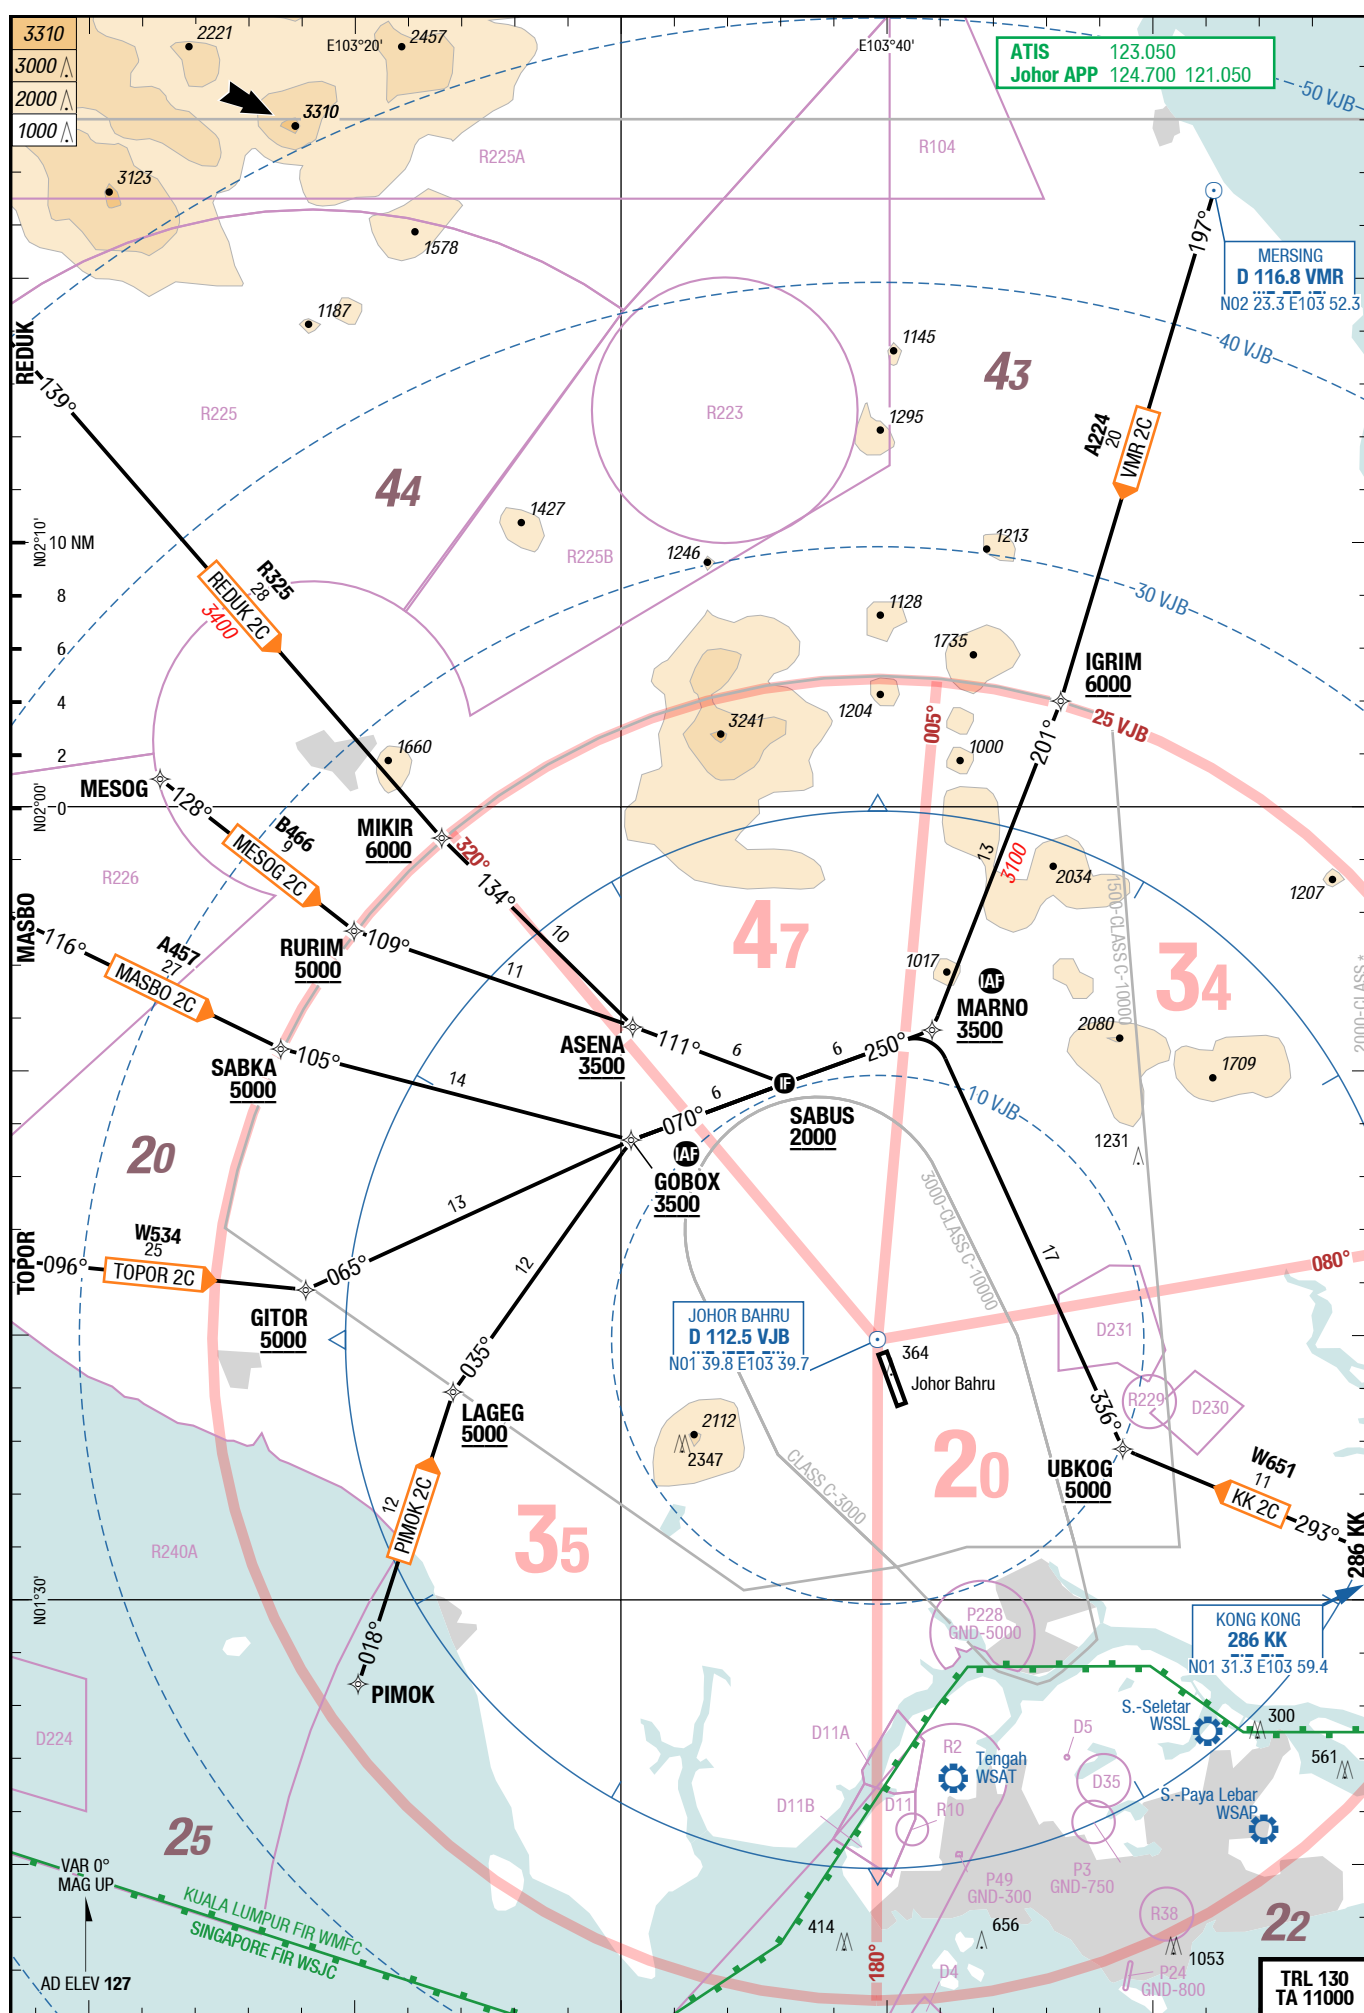 3310
3000
2000
1000
2221
E103°20'
2457
E103°40'
ATIS 123.050
Johor APP 124.700 121.050
50 VJB
3310
R225A
R104
3123
1578
197°
MERSING
D 116.8 VMR
N02 23.3 E103 52.3
1187
REDUK
139°
1145
43
40 VJB
R225
R223
1295
A224
20
VMR 2C
44
1427
N02°10'
10 NM
R225B
1246
1213
8
R325
28
REDUK 2C
3400
30 VJB
1128
6
1735
IGRIM
6000
4
3241
1204
005°
25 VJB
2
1660
1000
201°
MESOG
128°
N02°00'
0
B466
9
MESOG 2C
MIKIR
6000
320°
134°
13
3100
2034
1500-CLASS C-10000
1207
R226
MASBO
116°
A457
27
MASBO 2C
RURIM
5000
109°
10
11
47
1017
IAF
MARNO
3500
34
2000-CLASS *
SABKA
5000
105°
14
ASENA
3500
111°
6
6
250°
2080
1709
IF
SABUS
2000
10 VJB
070°
6
IAF
GOBOX
3500
20
1231
3000-CLASS C-10000
13
12
17
TOPOR
096°
W534
25
TOPOR 2C
065°
GITOR
5000
080°
JOHOR BAHRU
D 112.5 VJB
N01 39.8 E103 39.7
364
Johor Bahru
D231
035°
LAGEG
5000
R229
D230
336°
2112
2347
20
UBKOG
5000
W651
11
KK 2C
293°
286 KK
CLASS C-3000
12
PIMOK 2C
35
R240A
N01°30'
018°
PIMOK
P228
GND-5000
KONG KONG
286 KK
N01 31.3 E103 59.4
D224
D11A
R2
Tengah
WSAT
D5
S.-Seletar
WSSL
300
561
D35
D11B
D11
R10
S.-Paya Lebar
WSAP
25
VAR 0°
MAG UP
P49
GND-300
P3
GND-750
KUALA LUMPUR FIR WMFC
SINGAPORE FIR WSJC
414
656
R38
22
1053
180°
AD ELEV 127
D4
P24
GND-800
TRL 130
TA 11000